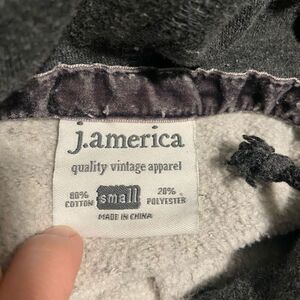 j.america
quality vintage apparel
80% small 20%
COTTON POLYESTER
MADE IN CHINA